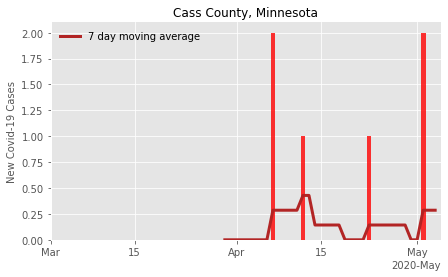 Cass County, Minnesota
7 day moving average
New Covid-19 Cases
2.00
1.75
1.50
1.25
1.00
0.75
0.50
0.25
0.00
Mar 15 Apr 15 May
2020-May